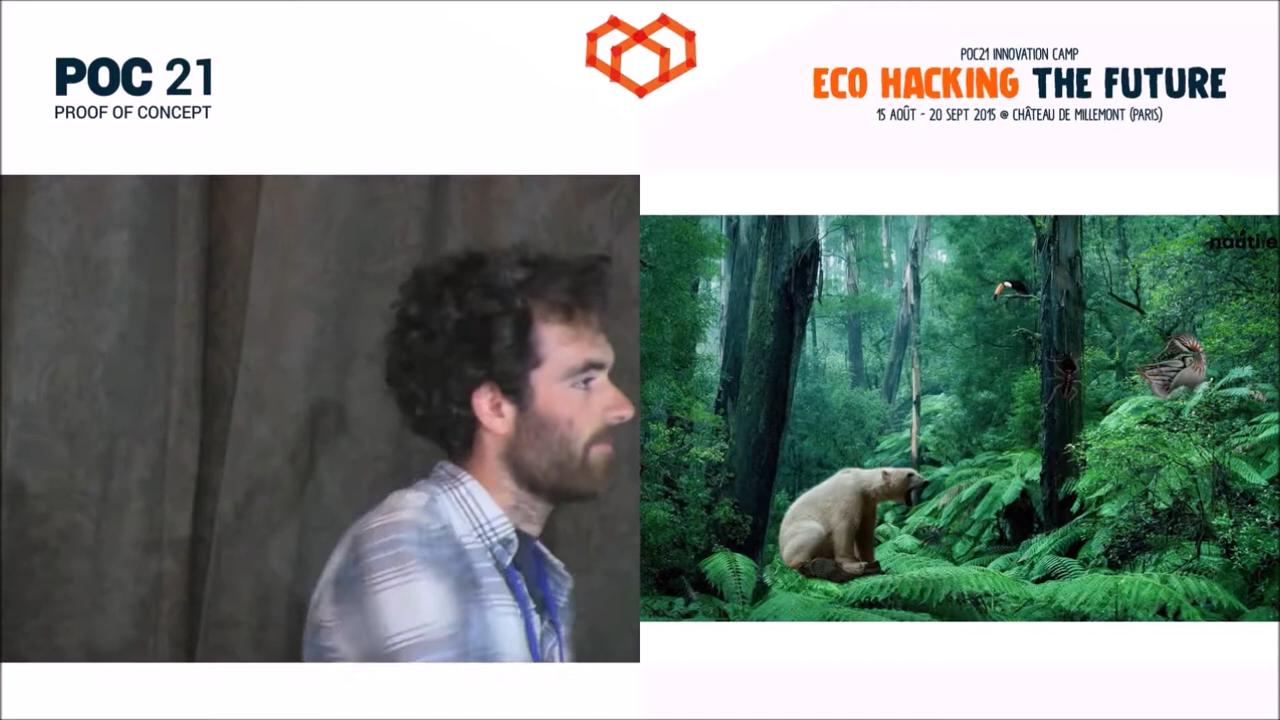 POC 21
PROOF OF CONCEPT
POC21 INNOVATION CAMP
ECO HACKING THE FUTURE
15 AOÛT - 20 SEPT 2015 @ CHÂTEAU DE MILLEMONT (PARIS)